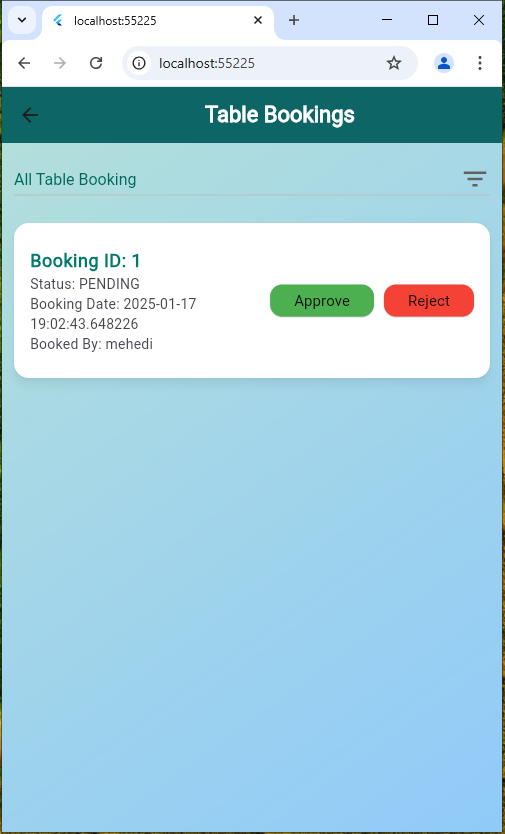 localhost:55225
localhost:55225
Table Bookings
All Table Booking
Booking ID: 1
Status: PENDING
Booking Date: 2025-01-17
19:02:43.648226
Booked By: mehedi
Approve
Reject